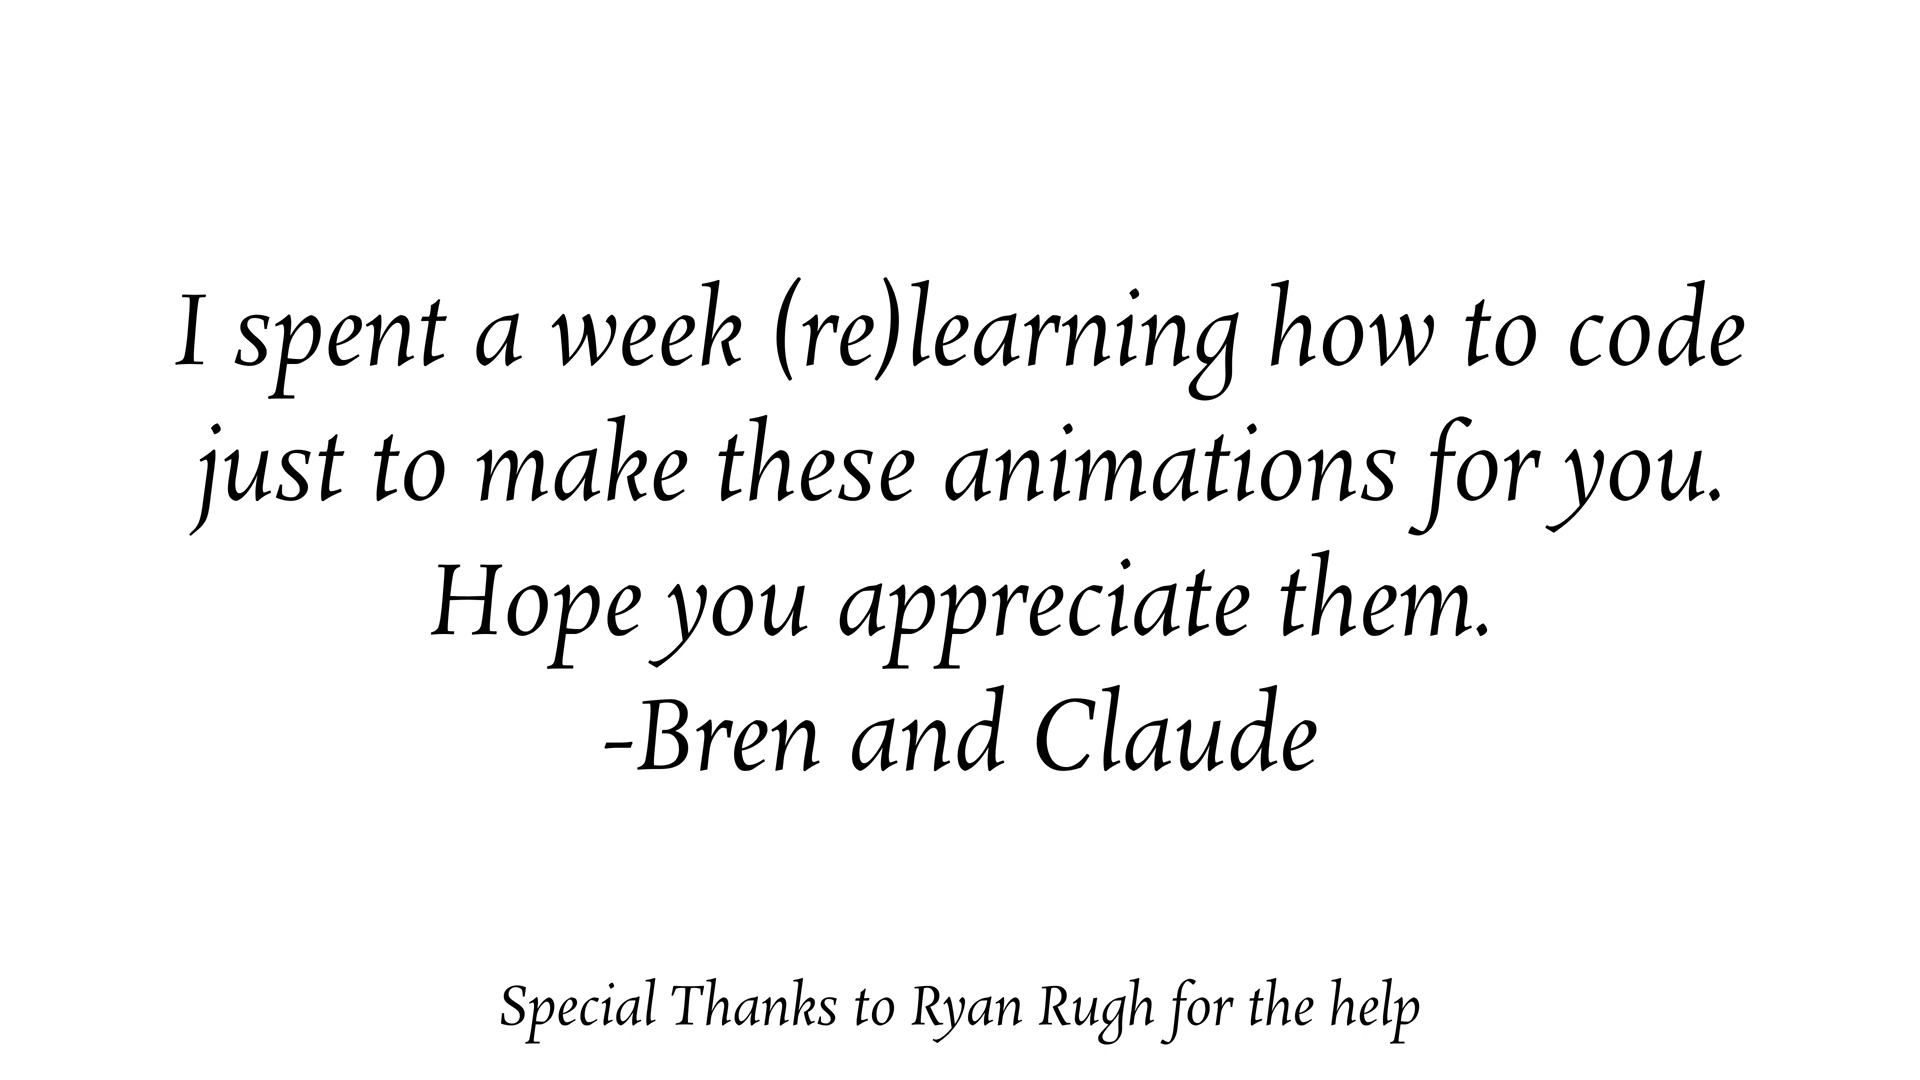 I spent a week (re)learning how to code
just to make these animations for you.
Hope you appreciate them.
-Bren and Claude
Special Thanks to Ryan Rugh for the help